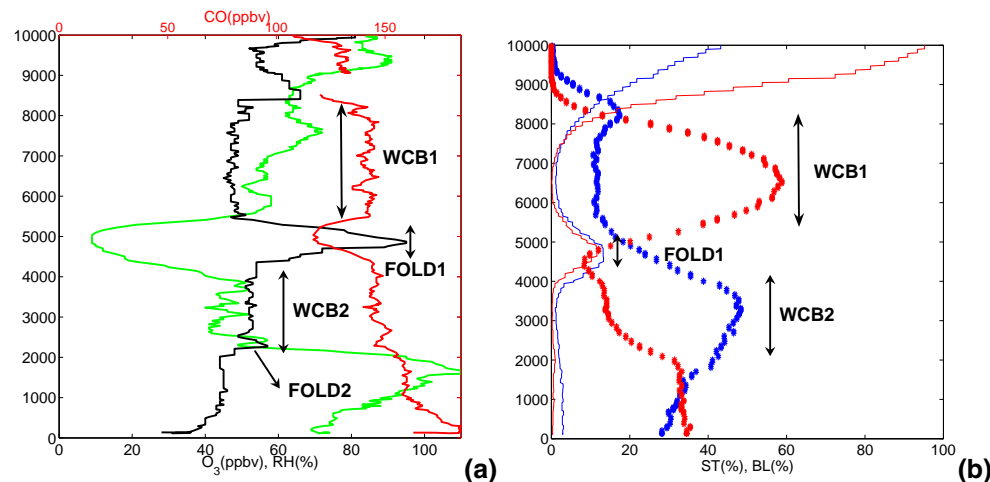 CO(ppbv)
0 50 100 150
10000
9000
8000
7000
6000
5000
4000
3000
2000
1000
0
WCB1
FOLD1
WCB2
FOLD2
0 20 40 60 80 100
O3(ppbv), RH(%)
(a)
10000
9000
8000
7000
6000
5000
4000
3000
2000
1000
0
WCB1
FOLD1
WCB2
0 20 40 60 80 100
ST(%), BL(%)
(b)